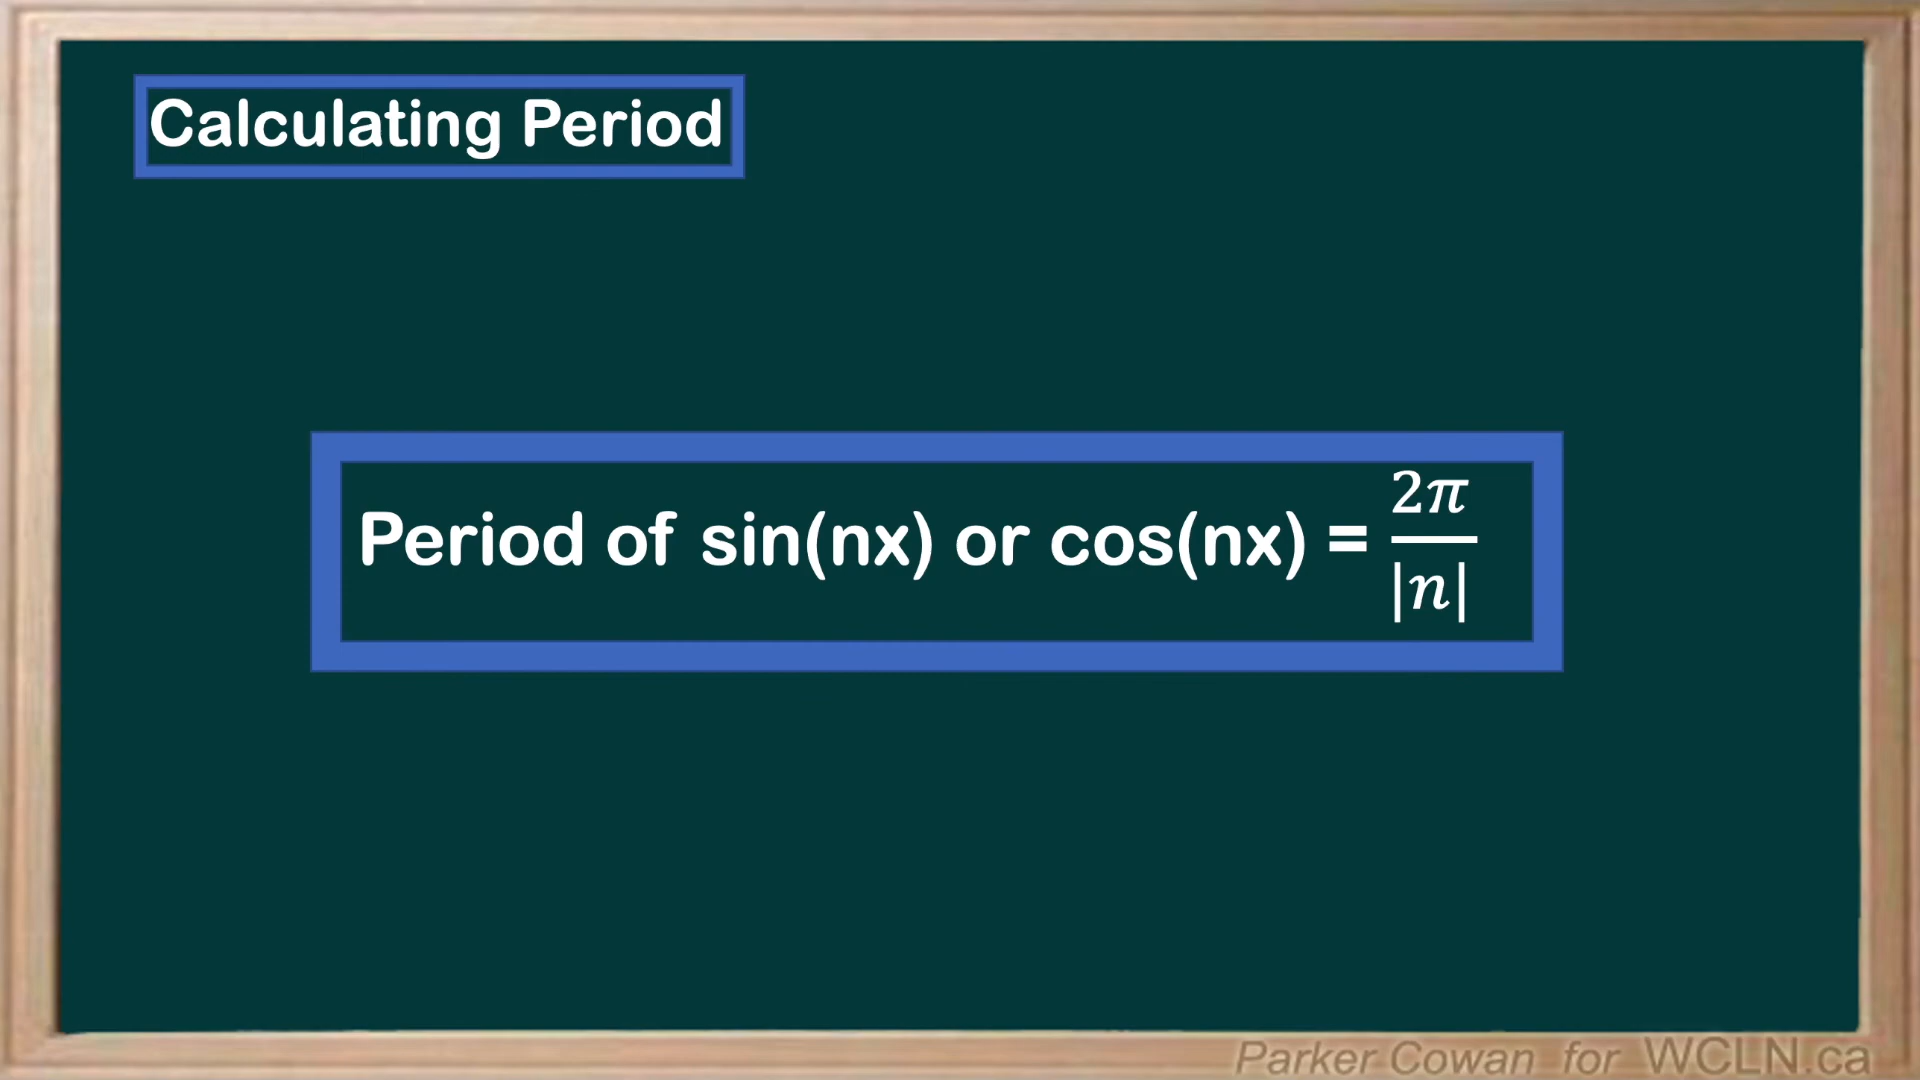 Calculating Period
Period of sin(nx) or cos(nx) = 2π/|n|
Parker Cowan for WCLN.ca